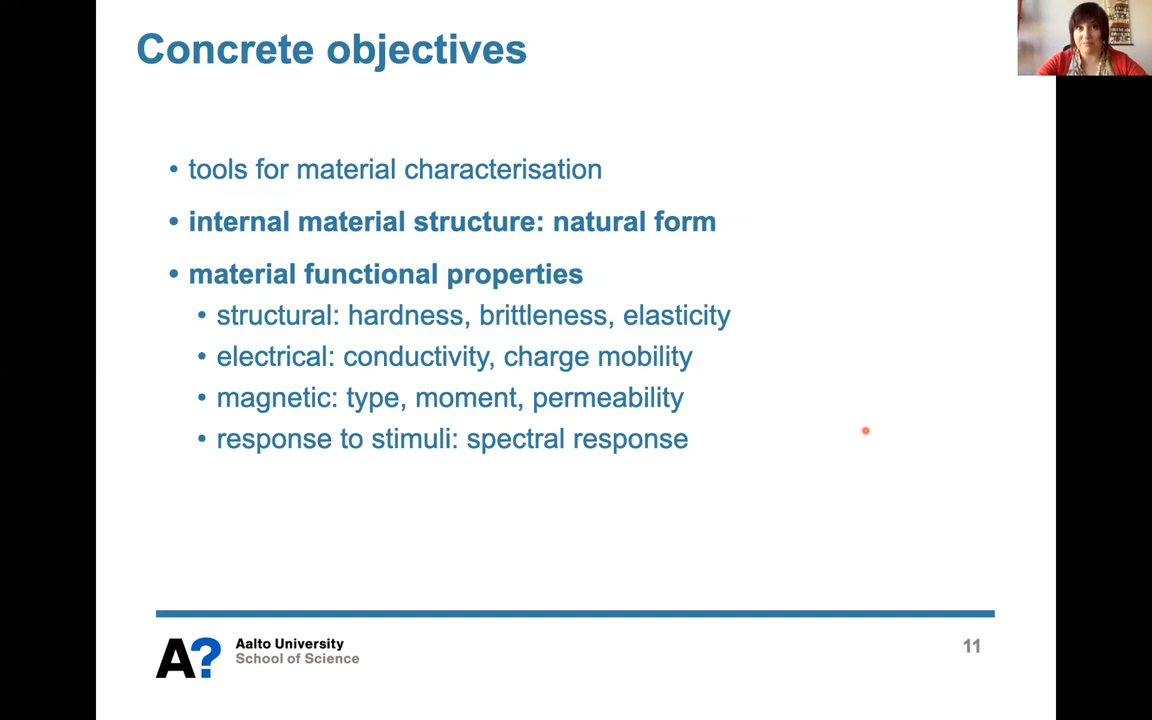 Concrete objectives
• tools for material characterisation
• internal material structure: natural form
• material functional properties
• structural: hardness, brittleness, elasticity
• electrical: conductivity, charge mobility
• magnetic: type, moment, permeability
• response to stimuli: spectral response
A?
Aalto University
School of Science
11